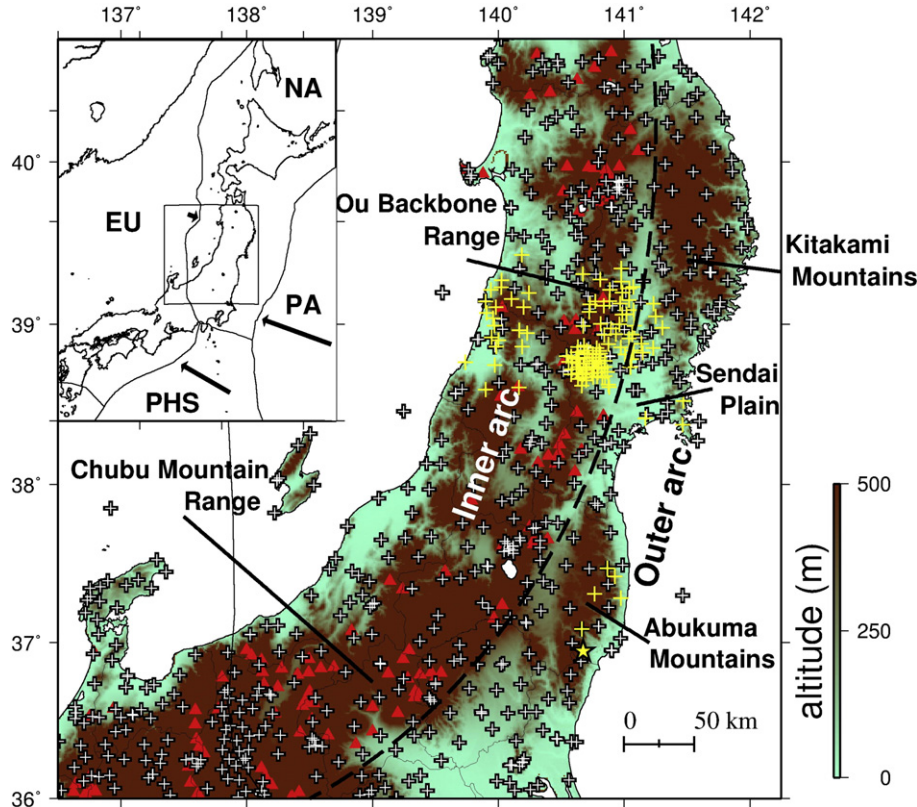 137°
138°
139°
140°
141°
142°
NA
EU
PA
PHS
40°
39°
38°
37°
36°
Ou Backbone
Range
Kitakami
Mountains
Sendai
Plain
Inner arc
Outer arc
Chubu Mountain
Range
Abukuma
Mountains
0 50 km
altitude (m)
500
250
0